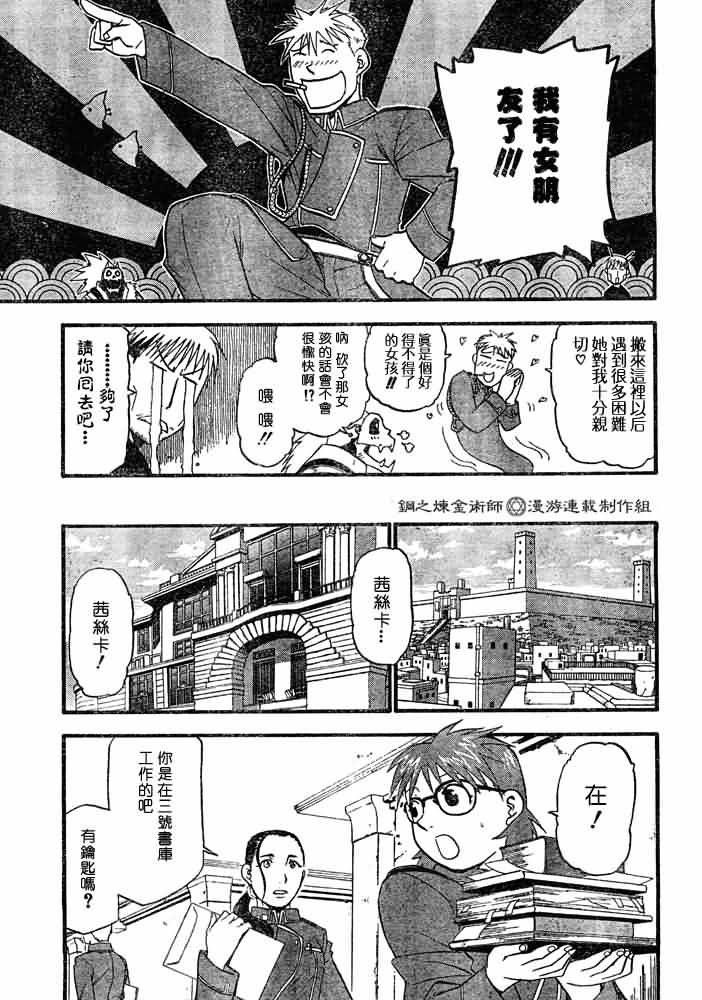 我有女朋
友了!!!
搬來這裡以后
遇到很多困難
她對我十分親
切♡
真是個好
得不得了
的女孩!!
吶 砍了那女
孩的話會不會
很愉快啊!?
喂
喂!!
………夠了
請你回去吧…
鋼之煉金術師 漫游連載制作組
茜絲卡…
茜絲卡！
在！
你是在三號書庫
工作的吧
有鑰匙嗎？